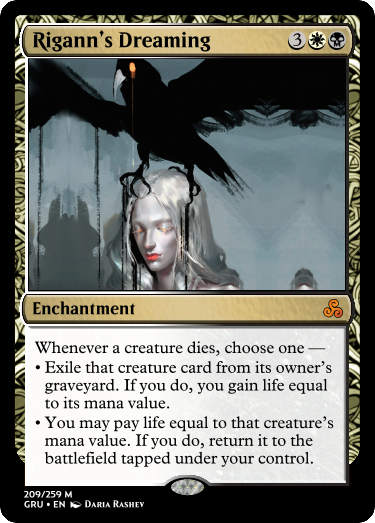 Rigann's Dreaming 3
Enchantment
Whenever a creature dies, choose one —
• Exile that creature card from its owner's
graveyard. If you do, you gain life equal
to its mana value.
• You may pay life equal to that creature's
mana value. If you do, return it to the
battlefield tapped under your control.
209/259 M
GRU • EN Daria Rashev